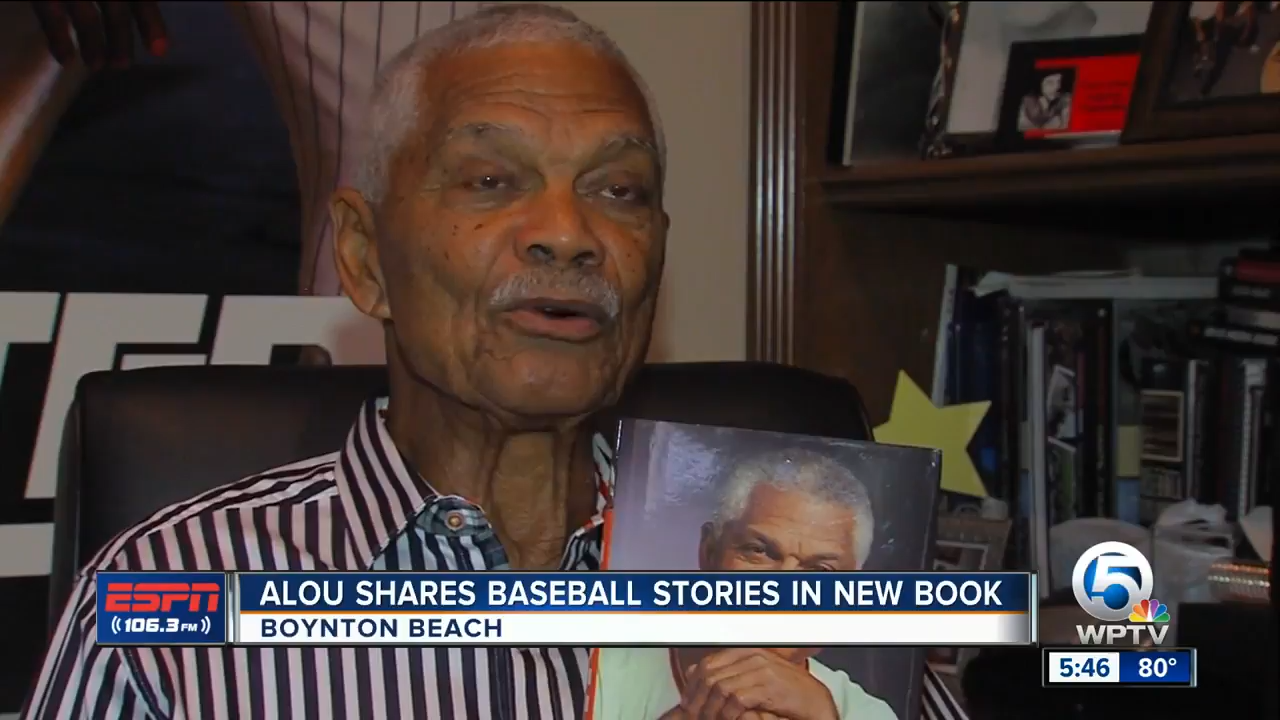 ESPN
106.3 FM
ALOU SHARES BASEBALL STORIES IN NEW BOOK
BOYNTON BEACH
5
WPTV
5:46
80°